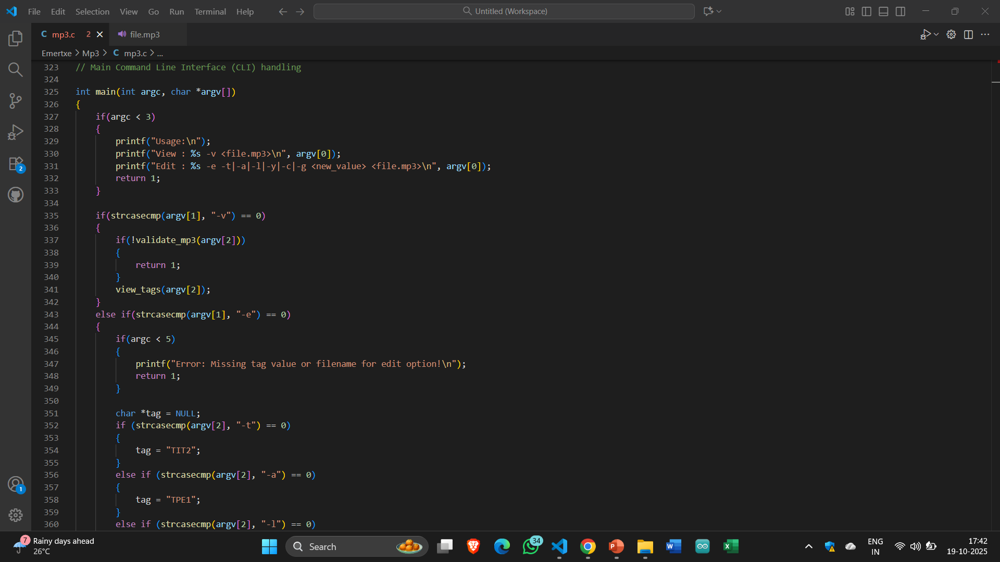 File Edit Selection View Go Run Terminal Help
Untitled (Workspace)
C mp3.c 2
file.mp3
Emertxe > Mp3 > C mp3.c > ...
323 // Main Command Line Interface (CLI) handling
324
325 int main(int argc, char *argv[])
326 {
327 if(argc < 3)
328 {
329 printf("Usage:\n");
330 printf("View : %s -v <file.mp3>\n", argv[0]);
331 printf("Edit : %s -e -t|-a|-l|-y|-c|-g <new_value> <file.mp3>\n", argv[0]);
332 return 1;
333 }
334
335 if(strcasecmp(argv[1], "-v") == 0)
336 {
337 if(!validate_mp3(argv[2]))
338 {
339 return 1;
340 }
341 view_tags(argv[2]);
342 }
343 else if(strcasecmp(argv[1], "-e") == 0)
344 {
345 if(argc < 5)
346 {
347 printf("Error: Missing tag value or filename for edit option!\n");
348 return 1;
349 }
350
351 char *tag = NULL;
352 if (strcasecmp(argv[2], "-t") == 0)
353 {
354 tag = "TIT2";
355 }
356 else if (strcasecmp(argv[2], "-a") == 0)
357 {
358 tag = "TPE1";
359 }
360 else if (strcasecmp(argv[2], "-l") == 0)
2
1
7
Rainy days ahead
26°C
Search
34
P
W
X
ENG
IN
17:42
19-10-2025